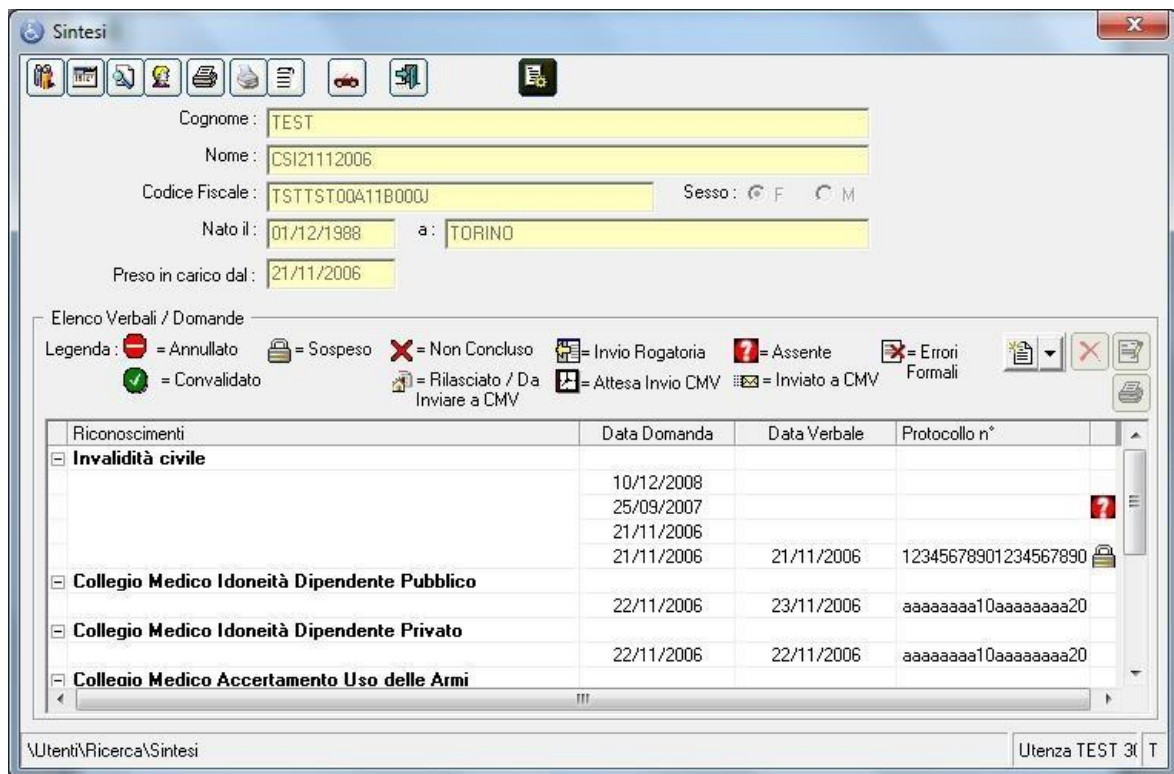 Sintesi
Cognome : TEST
Nome : CSI21112006
Codice Fiscale : TSTTST00A11B000J Sesso : F M
Nato il : 01/12/1988 a : TORINO
Preso in carico dal : 21/11/2006
Elenco Verbali / Domande
Legenda : = Annullato = Sospeso = Non Concluso = Invio Rogatoria ? = Assente = Errori Formali
= Convalidato = Rilasciato / Da Inviare a CMV = Attesa Invio CMV = Inviato a CMV
Riconoscimenti Data Domanda Data Verbale Protocollo n°
Invalidità civile
10/12/2008
25/09/2007 ?
21/11/2006
21/11/2006 21/11/2006 12345678901234567890
Collegio Medico Idoneità Dipendente Pubblico
22/11/2006 23/11/2006 aaaaaaaa10aaaaaaaa20
Collegio Medico Idoneità Dipendente Privato
22/11/2006 22/11/2006 aaaaaaaa10aaaaaaaa20
Collegio Medico Accertamento Uso delle Armi
\Utenti\Ricerca\Sintesi Utenza TEST 3( T